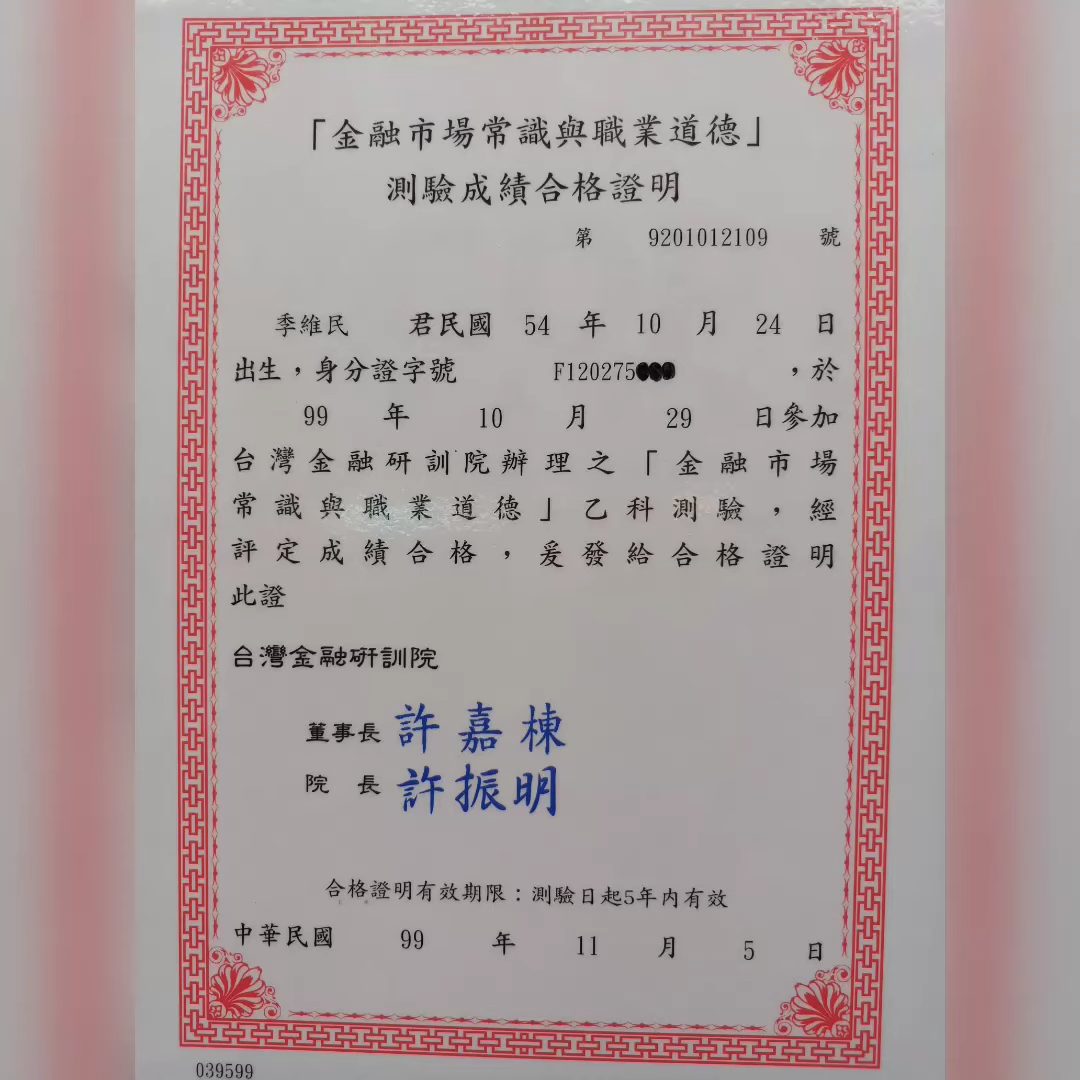 「金融市場常識與職業道德」
測驗成績合格證明
第 9201012109 號
季維民 君民國 54 年 10 月 24 日
出生，身分證字號 F120275 ，於
99 年 10 月 29 日參加
台灣金融研訓院辦理之「金融市場
常識與職業道德」乙科測驗，經
評定成績合格，爰發給合格證明
此證
台灣金融研訓院
董事長 許嘉棟
院 長 許振明
合格證明有效期限：測驗日起5年內有效
中華民國 99 年 11 月 5 日
039599